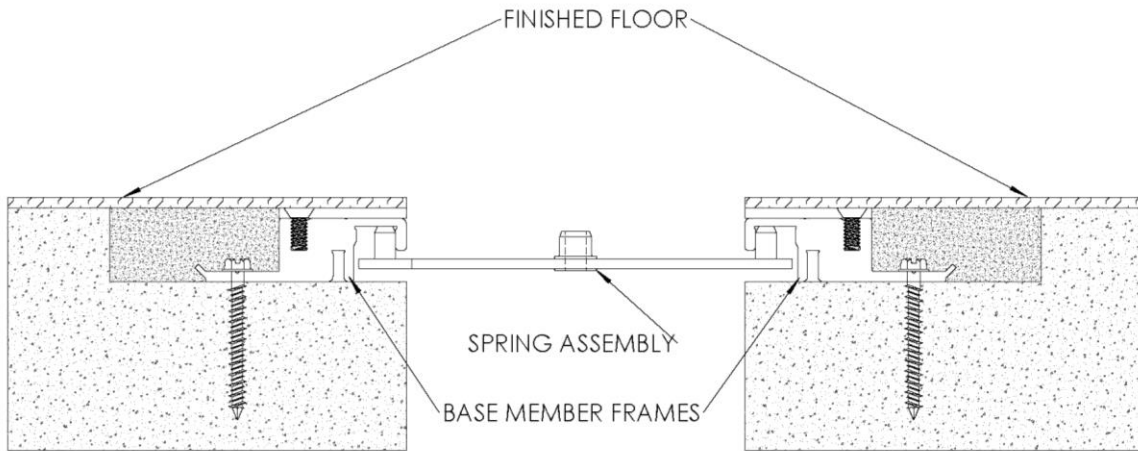 FINISHED FLOOR
SPRING ASSEMBLY
BASE MEMBER FRAMES